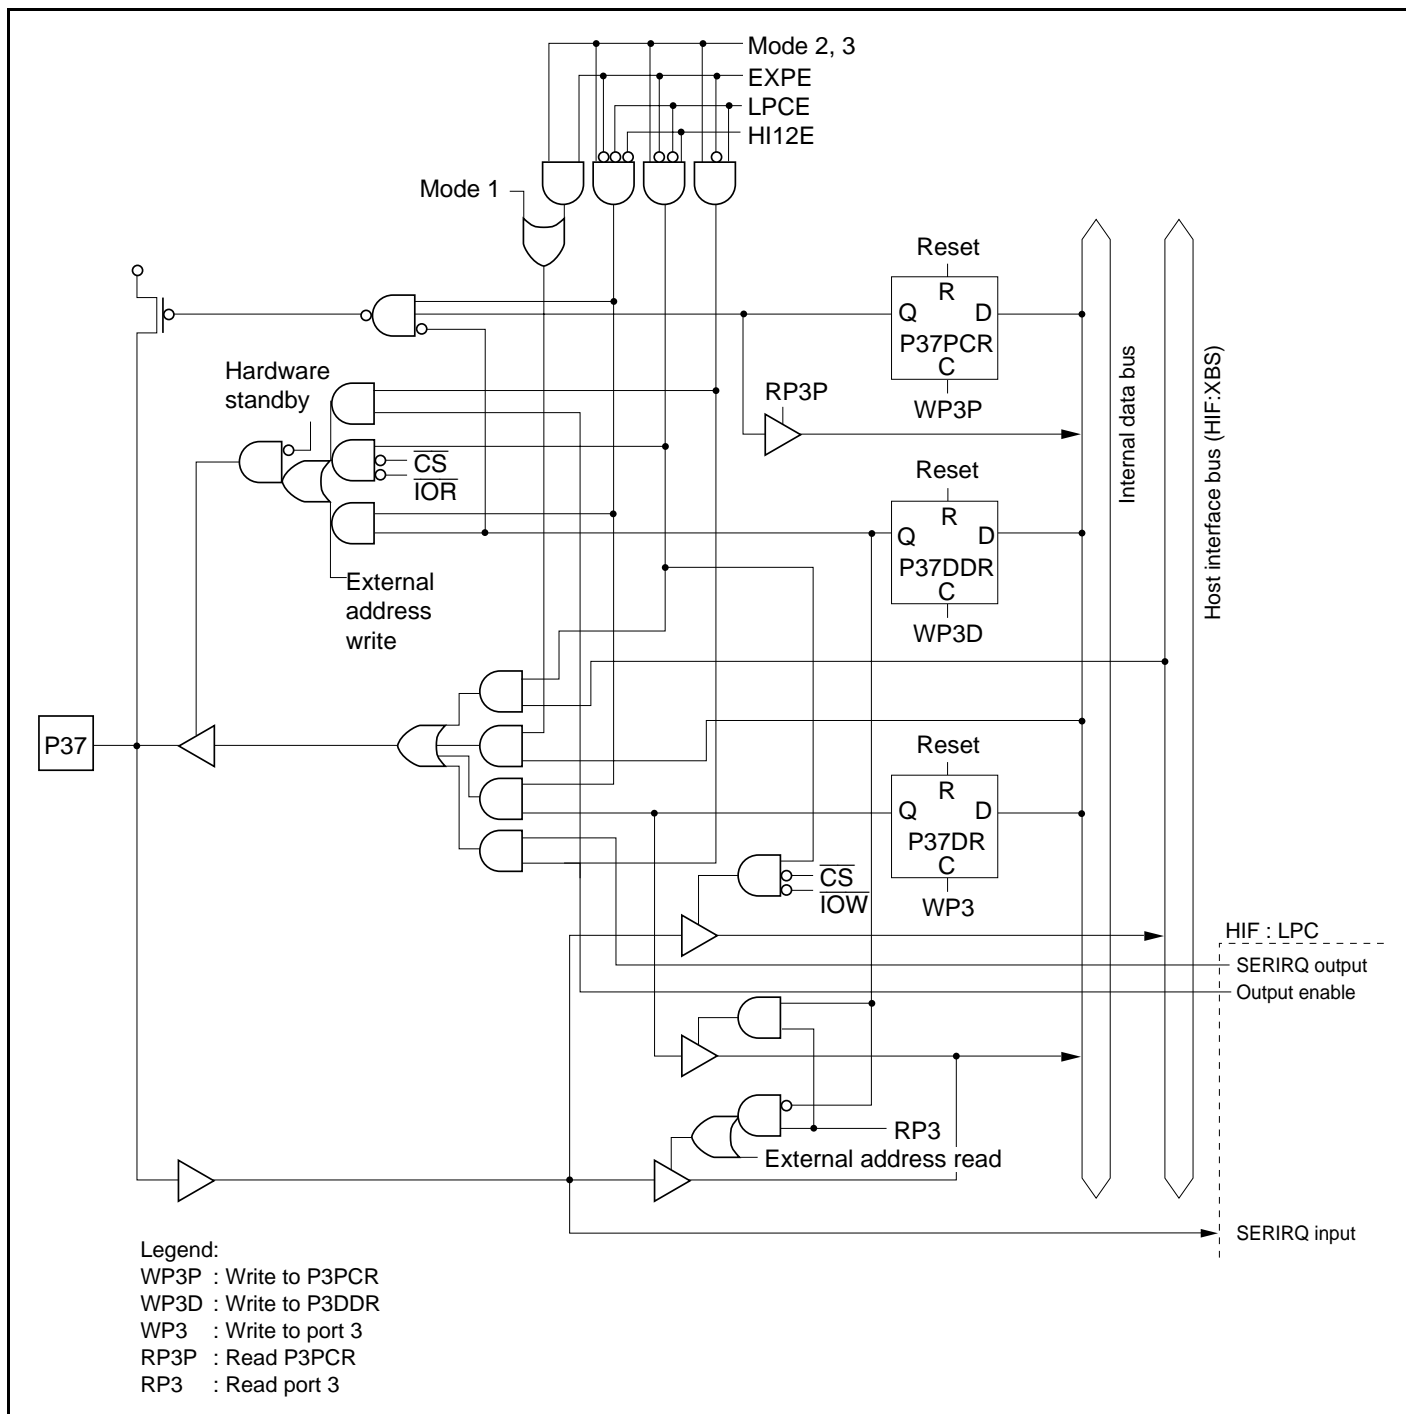 Mode 2, 3
EXPE
LPCE
HI12E
Mode 1
Reset
R
Q D
P37PCR
C
WP3P
Hardware
standby
RP3P
CS
IOR
Reset
R
Q D
P37DDR
C
WP3D
Internal data bus
Host interface bus (HIF:XBS)
External
address
write
P37
Reset
R
Q D
P37DR
C
WP3
CS
IOW
HIF : LPC
SERIRQ output
Output enable
RP3
External address read
SERIRQ input
Legend:
WP3P : Write to P3PCR
WP3D : Write to P3DDR
WP3 : Write to port 3
RP3P : Read P3PCR
RP3 : Read port 3